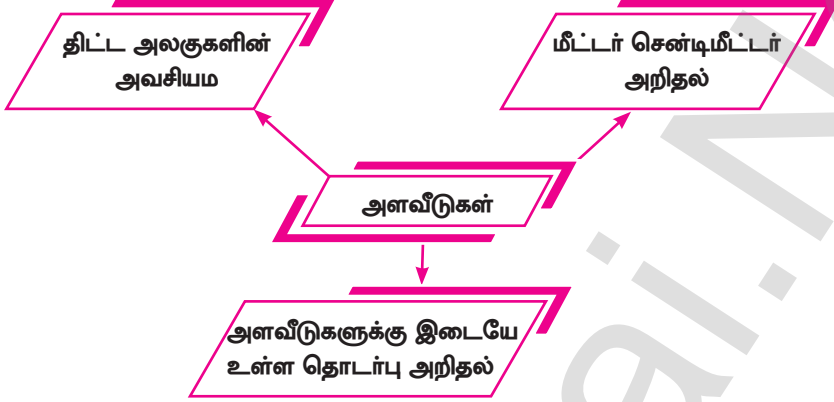 திட்ட அலகுகளின்
அவசியம
மீட்டர் சென்டிமீட்டர்
அறிதல்
அளவீடுகள்
அளவீடுகளுக்கு இடையே
உள்ள தொடர்பு அறிதல்